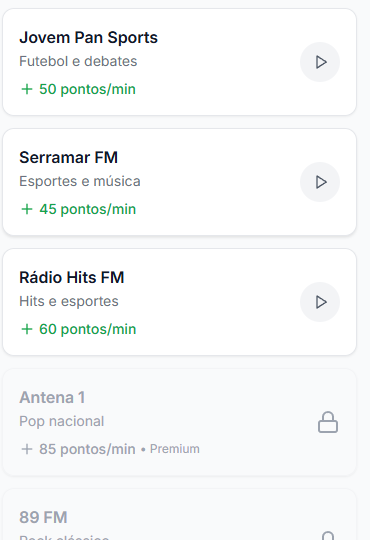 Jovem Pan Sports
Futebol e debates
+ 50 pontos/min
Serramar FM
Esportes e música
+ 45 pontos/min
Rádio Hits FM
Hits e esportes
+ 60 pontos/min
Antena 1
Pop nacional
+ 85 pontos/min • Premium
89 FM
Rock clássico